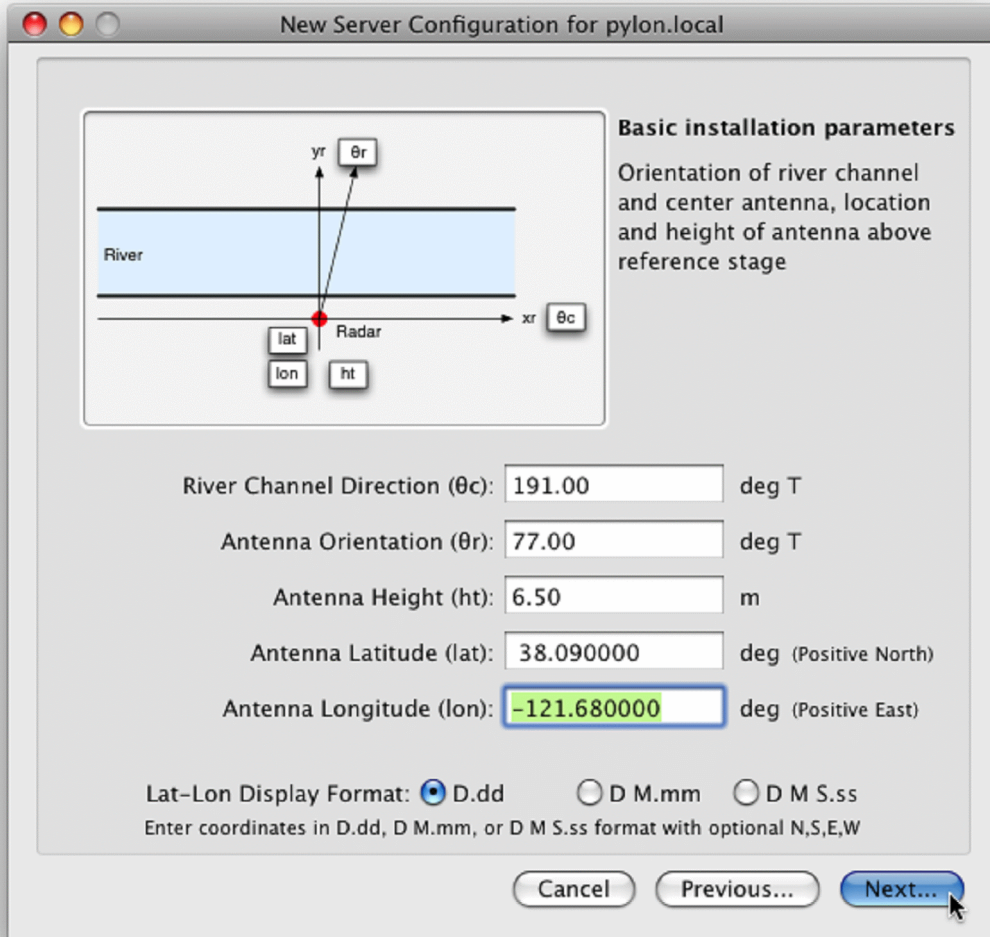 New Server Configuration for pylon.local
yr θr
River
xr θc
Radar
lat
lon ht
Basic installation parameters
Orientation of river channel
and center antenna, location
and height of antenna above
reference stage
River Channel Direction (θc): 191.00 deg T
Antenna Orientation (θr): 77.00 deg T
Antenna Height (ht): 6.50 m
Antenna Latitude (lat): 38.090000 deg (Positive North)
Antenna Longitude (lon): -121.680000 deg (Positive East)
Lat-Lon Display Format: D.dd D M.mm D M S.ss
Enter coordinates in D.dd, D M.mm, or D M S.ss format with optional N,S,E,W
Cancel Previous... Next...